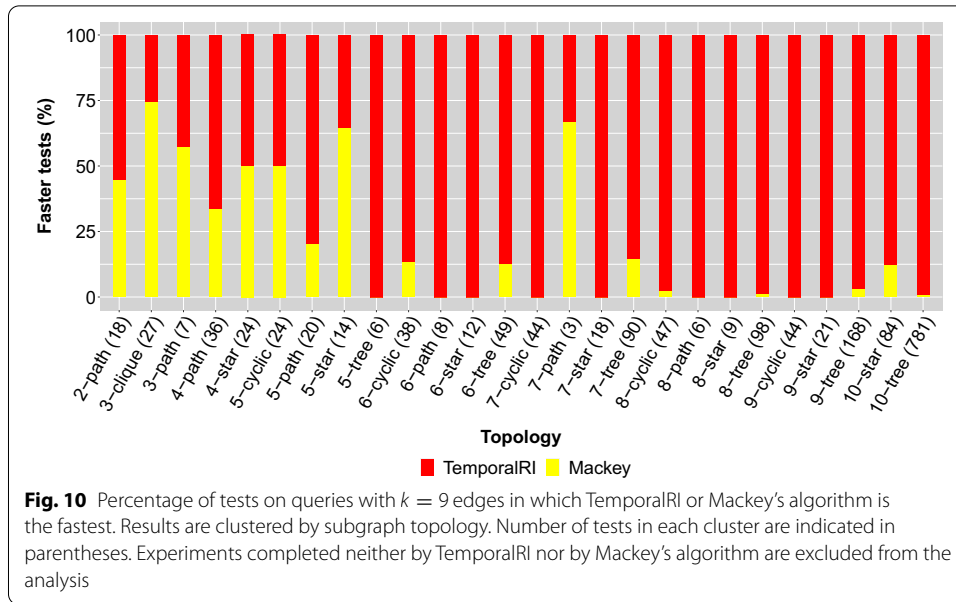 100
75
50
25
0
Faster tests (%)
2−path (18)
3−clique (27)
3−path (7)
4−path (36)
4−star (24)
5−cyclic (24)
5−path (20)
5−star (14)
5−tree (6)
6−cyclic (38)
6−path (8)
6−star (12)
6−tree (49)
7−cyclic (44)
7−path (3)
7−star (18)
7−tree (90)
8−cyclic (47)
8−path (6)
8−star (9)
8−tree (98)
9−cyclic (44)
9−star (21)
9−tree (168)
10−star (84)
10−tree (781)
Topology
TemporalRI Mackey
Fig. 10 Percentage of tests on queries with k = 9 edges in which TemporalRI or Mackey's algorithm is
the fastest. Results are clustered by subgraph topology. Number of tests in each cluster are indicated in
parentheses. Experiments completed neither by TemporalRI nor by Mackey's algorithm are excluded from the
analysis